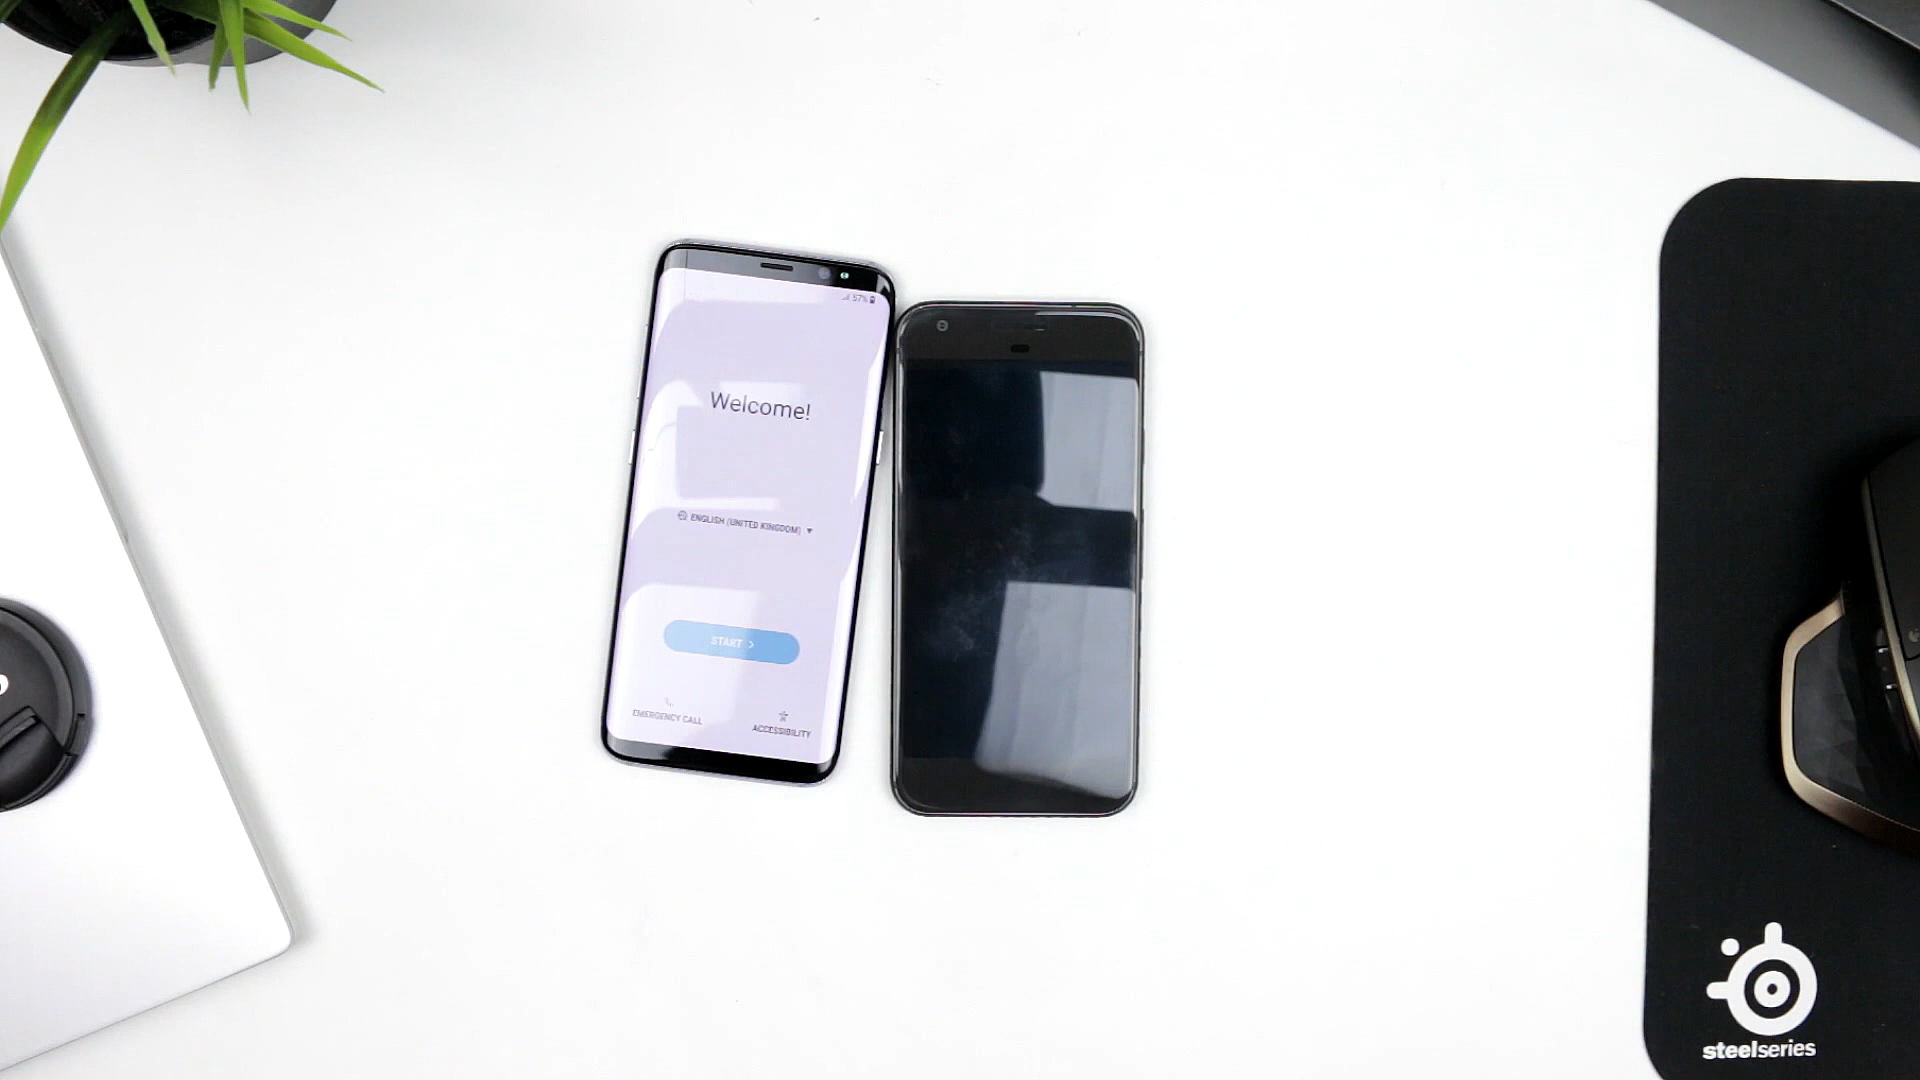 57%
Welcome!
ENGLISH (UNITED KINGDOM)
START >
EMERGENCY CALL
ACCESSIBILITY
steelseries